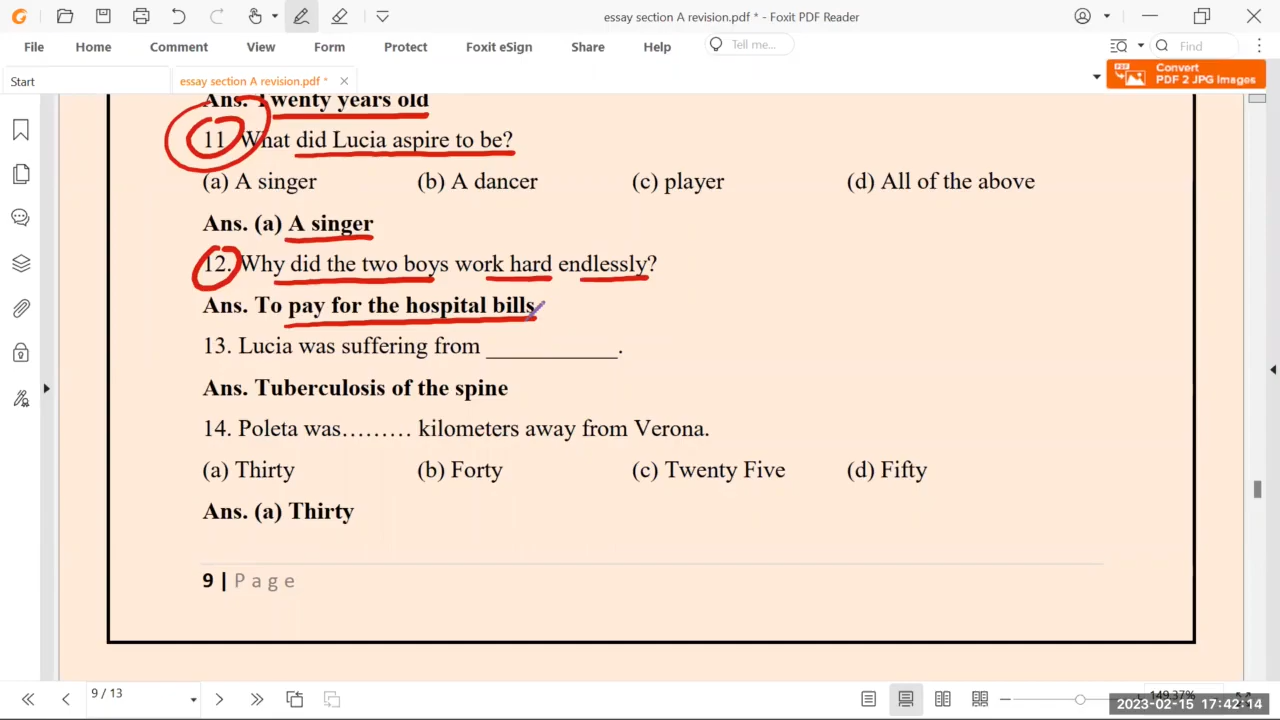 essay section A revision.pdf * - Foxit PDF Reader
File Home Comment View Form Protect Foxit eSign Share Help Tell me... Find
Start essay section A revision.pdf * Convert
PDF 2 JPG Images
Ans. Twenty years old
11. What did Lucia aspire to be?
(a) A singer (b) A dancer (c) player (d) All of the above
Ans. (a) A singer
12. Why did the two boys work hard endlessly?
Ans. To pay for the hospital bills
13. Lucia was suffering from ___________.
Ans. Tuberculosis of the spine
14. Poleta was……… kilometers away from Verona.
(a) Thirty (b) Forty (c) Twenty Five (d) Fifty
Ans. (a) Thirty
9 | P a g e
9 / 13 149.37%
2023-02-15 17:42:14